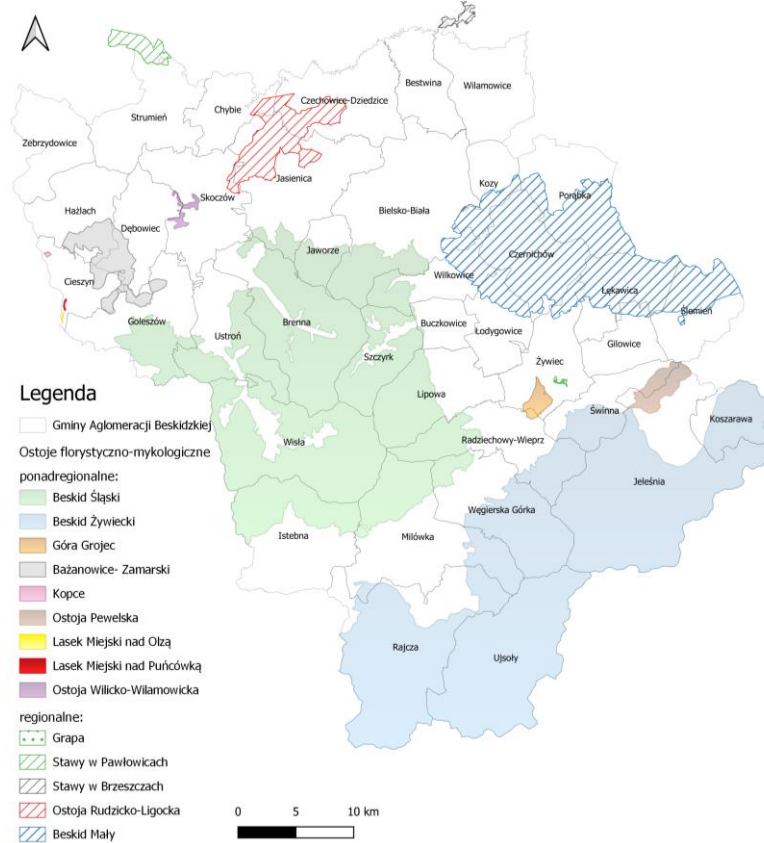 Bestwina
Wilamowice
Czechowice-Dziedzice
Chybie
Strumień
Zebrzydowice
Jasienica
Skoczów
Kozy
Porąbka
Hażlach
Dębowiec
Bielsko-Biała
Jaworze
Czernichów
Wilkowice
Cieszyn
Łękawica
Ślemień
Goleszów
Ustroń
Brenna
Buczkowice
Łodygowice
Gilowice
Szczyrk
Żywiec
Lipowa
Świnna
Koszarawa
Radziechowy-Wieprz
Wisła
Jeleśnia
Węgierska Górka
Istebna
Milówka
Rajcza
Ujsoły
Legenda
Gminy Aglomeracji Beskidzkiej
Ostoje florystyczno-mykologiczne
ponadregionalne:
Beskid Śląski
Beskid Żywiecki
Góra Grojec
Bażanowice- Zamarski
Kopce
Ostoja Pewelska
Lasek Miejski nad Olzą
Lasek Miejski nad Puńcówką
Ostoja Wilicko-Wilamowicka
regionalne:
Grapa
Stawy w Pawłowicach
Stawy w Brzeszczach
Ostoja Rudzicko-Ligocka
Beskid Mały
0 5 10 km